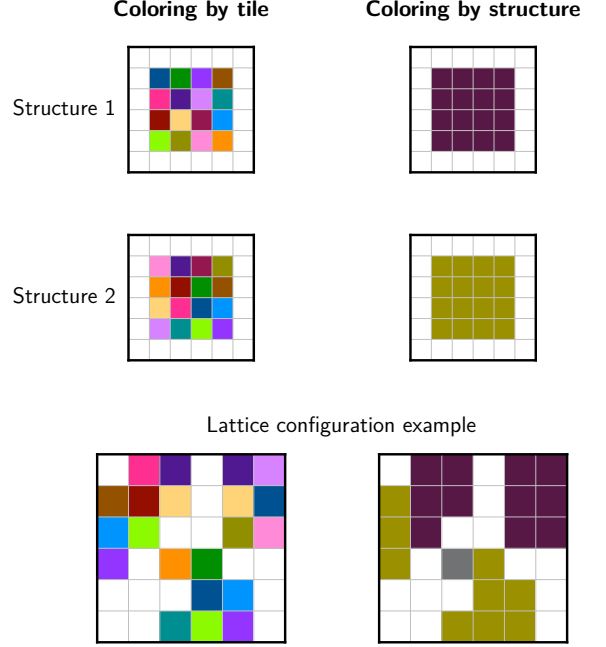 Coloring by tile
Coloring by structure
Structure 1
Structure 2
Lattice configuration example